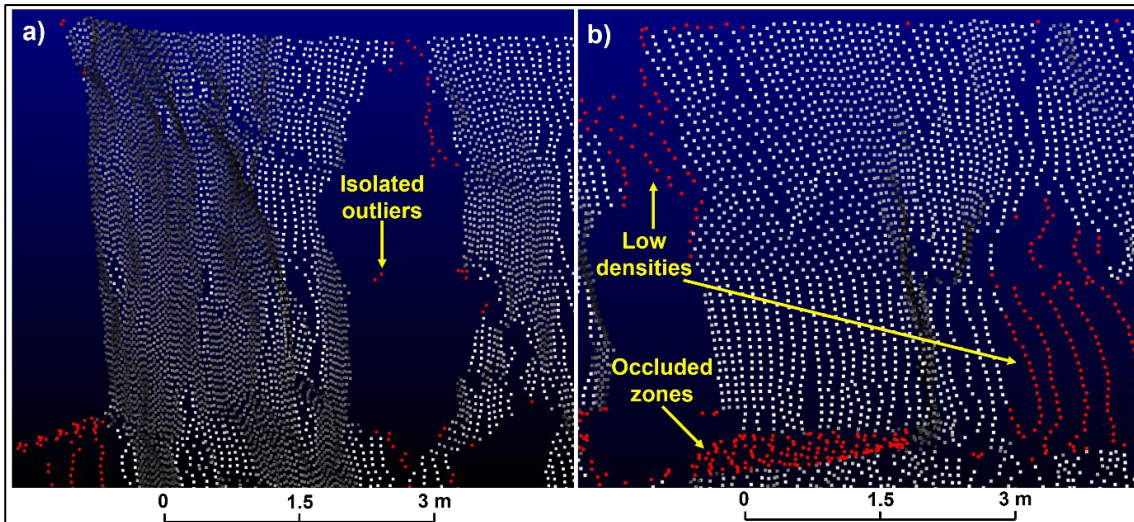 a)
Isolated
outliers
0 1.5 3 m
b)
Low
densities
Occluded
zones
0 1.5 3 m